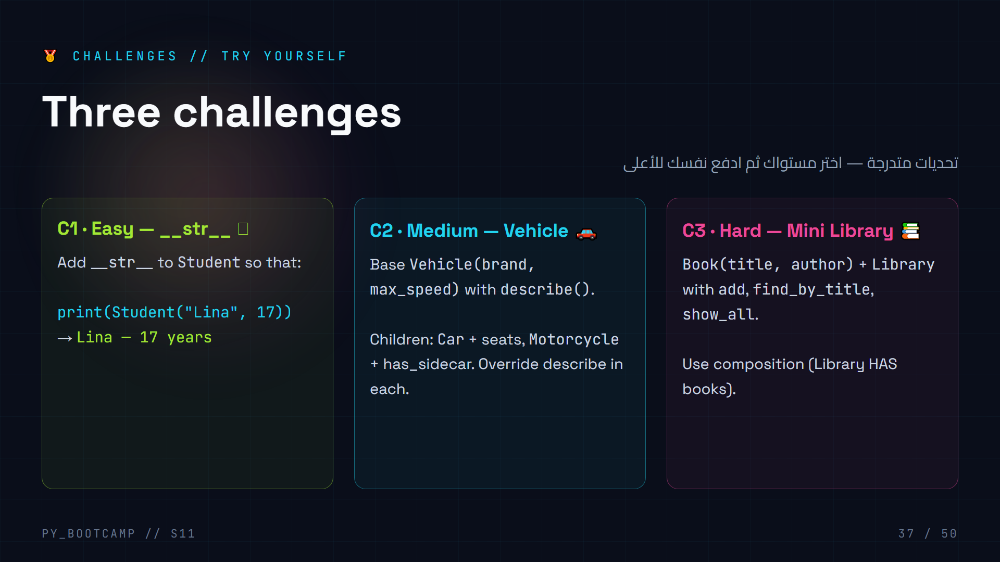 🏅 CHALLENGES // TRY YOURSELF
Three challenges
تحديات متدرجة — اختر مستواك ثم ادفع نفسك للأعلى
C1 · Easy — __str__
Add __str__ to Student so that:
print(Student("Lina", 17))
→ Lina — 17 years
C2 · Medium — Vehicle 🚗
Base Vehicle(brand,
max_speed) with describe().
Children: Car + seats, Motorcycle
+ has_sidecar. Override describe in
each.
C3 · Hard — Mini Library 📚
Book(title, author) + Library
with add, find_by_title,
show_all.
Use composition (Library HAS
books).
PY_BOOTCAMP // S11
37 / 50